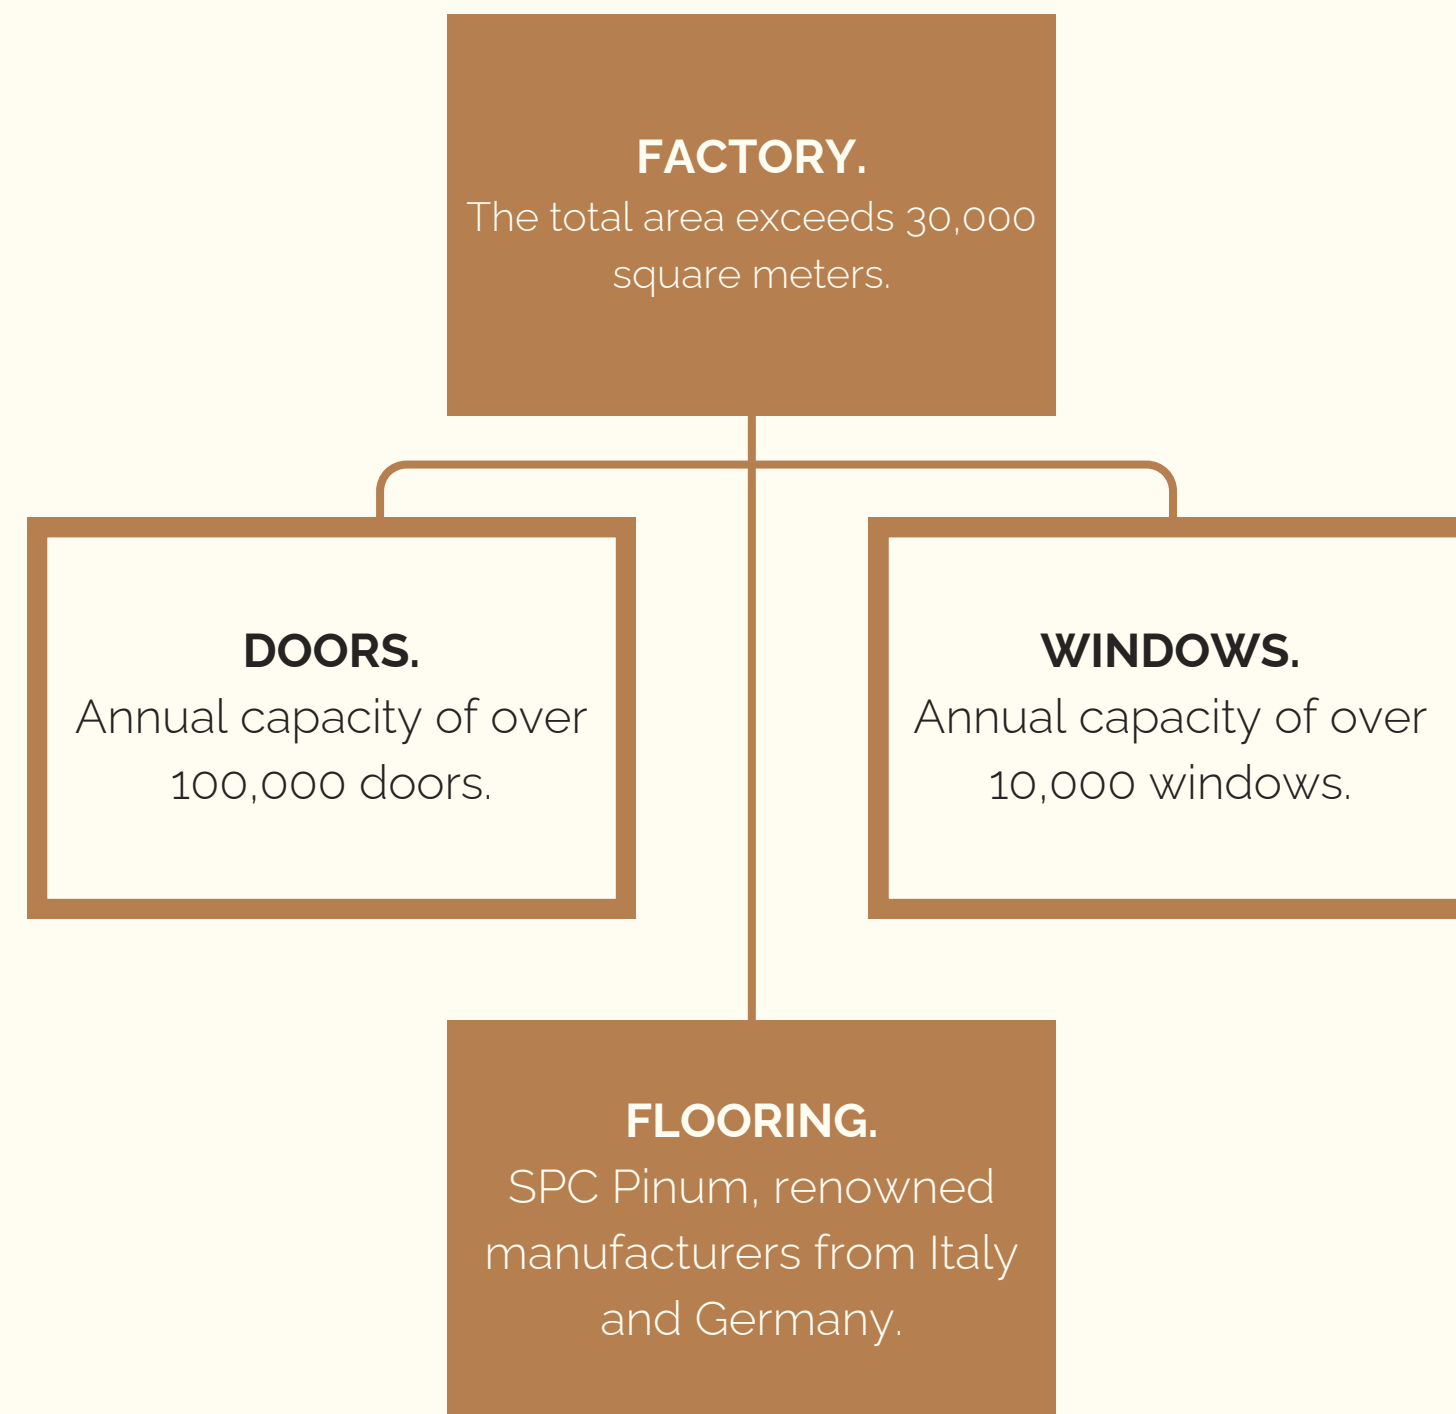 FACTORY.
The total area exceeds 30,000
square meters.
DOORS.
Annual capacity of over
100,000 doors.
WINDOWS.
Annual capacity of over
10,000 windows.
FLOORING.
SPC Pinum, renowned
manufacturers from Italy
and Germany.